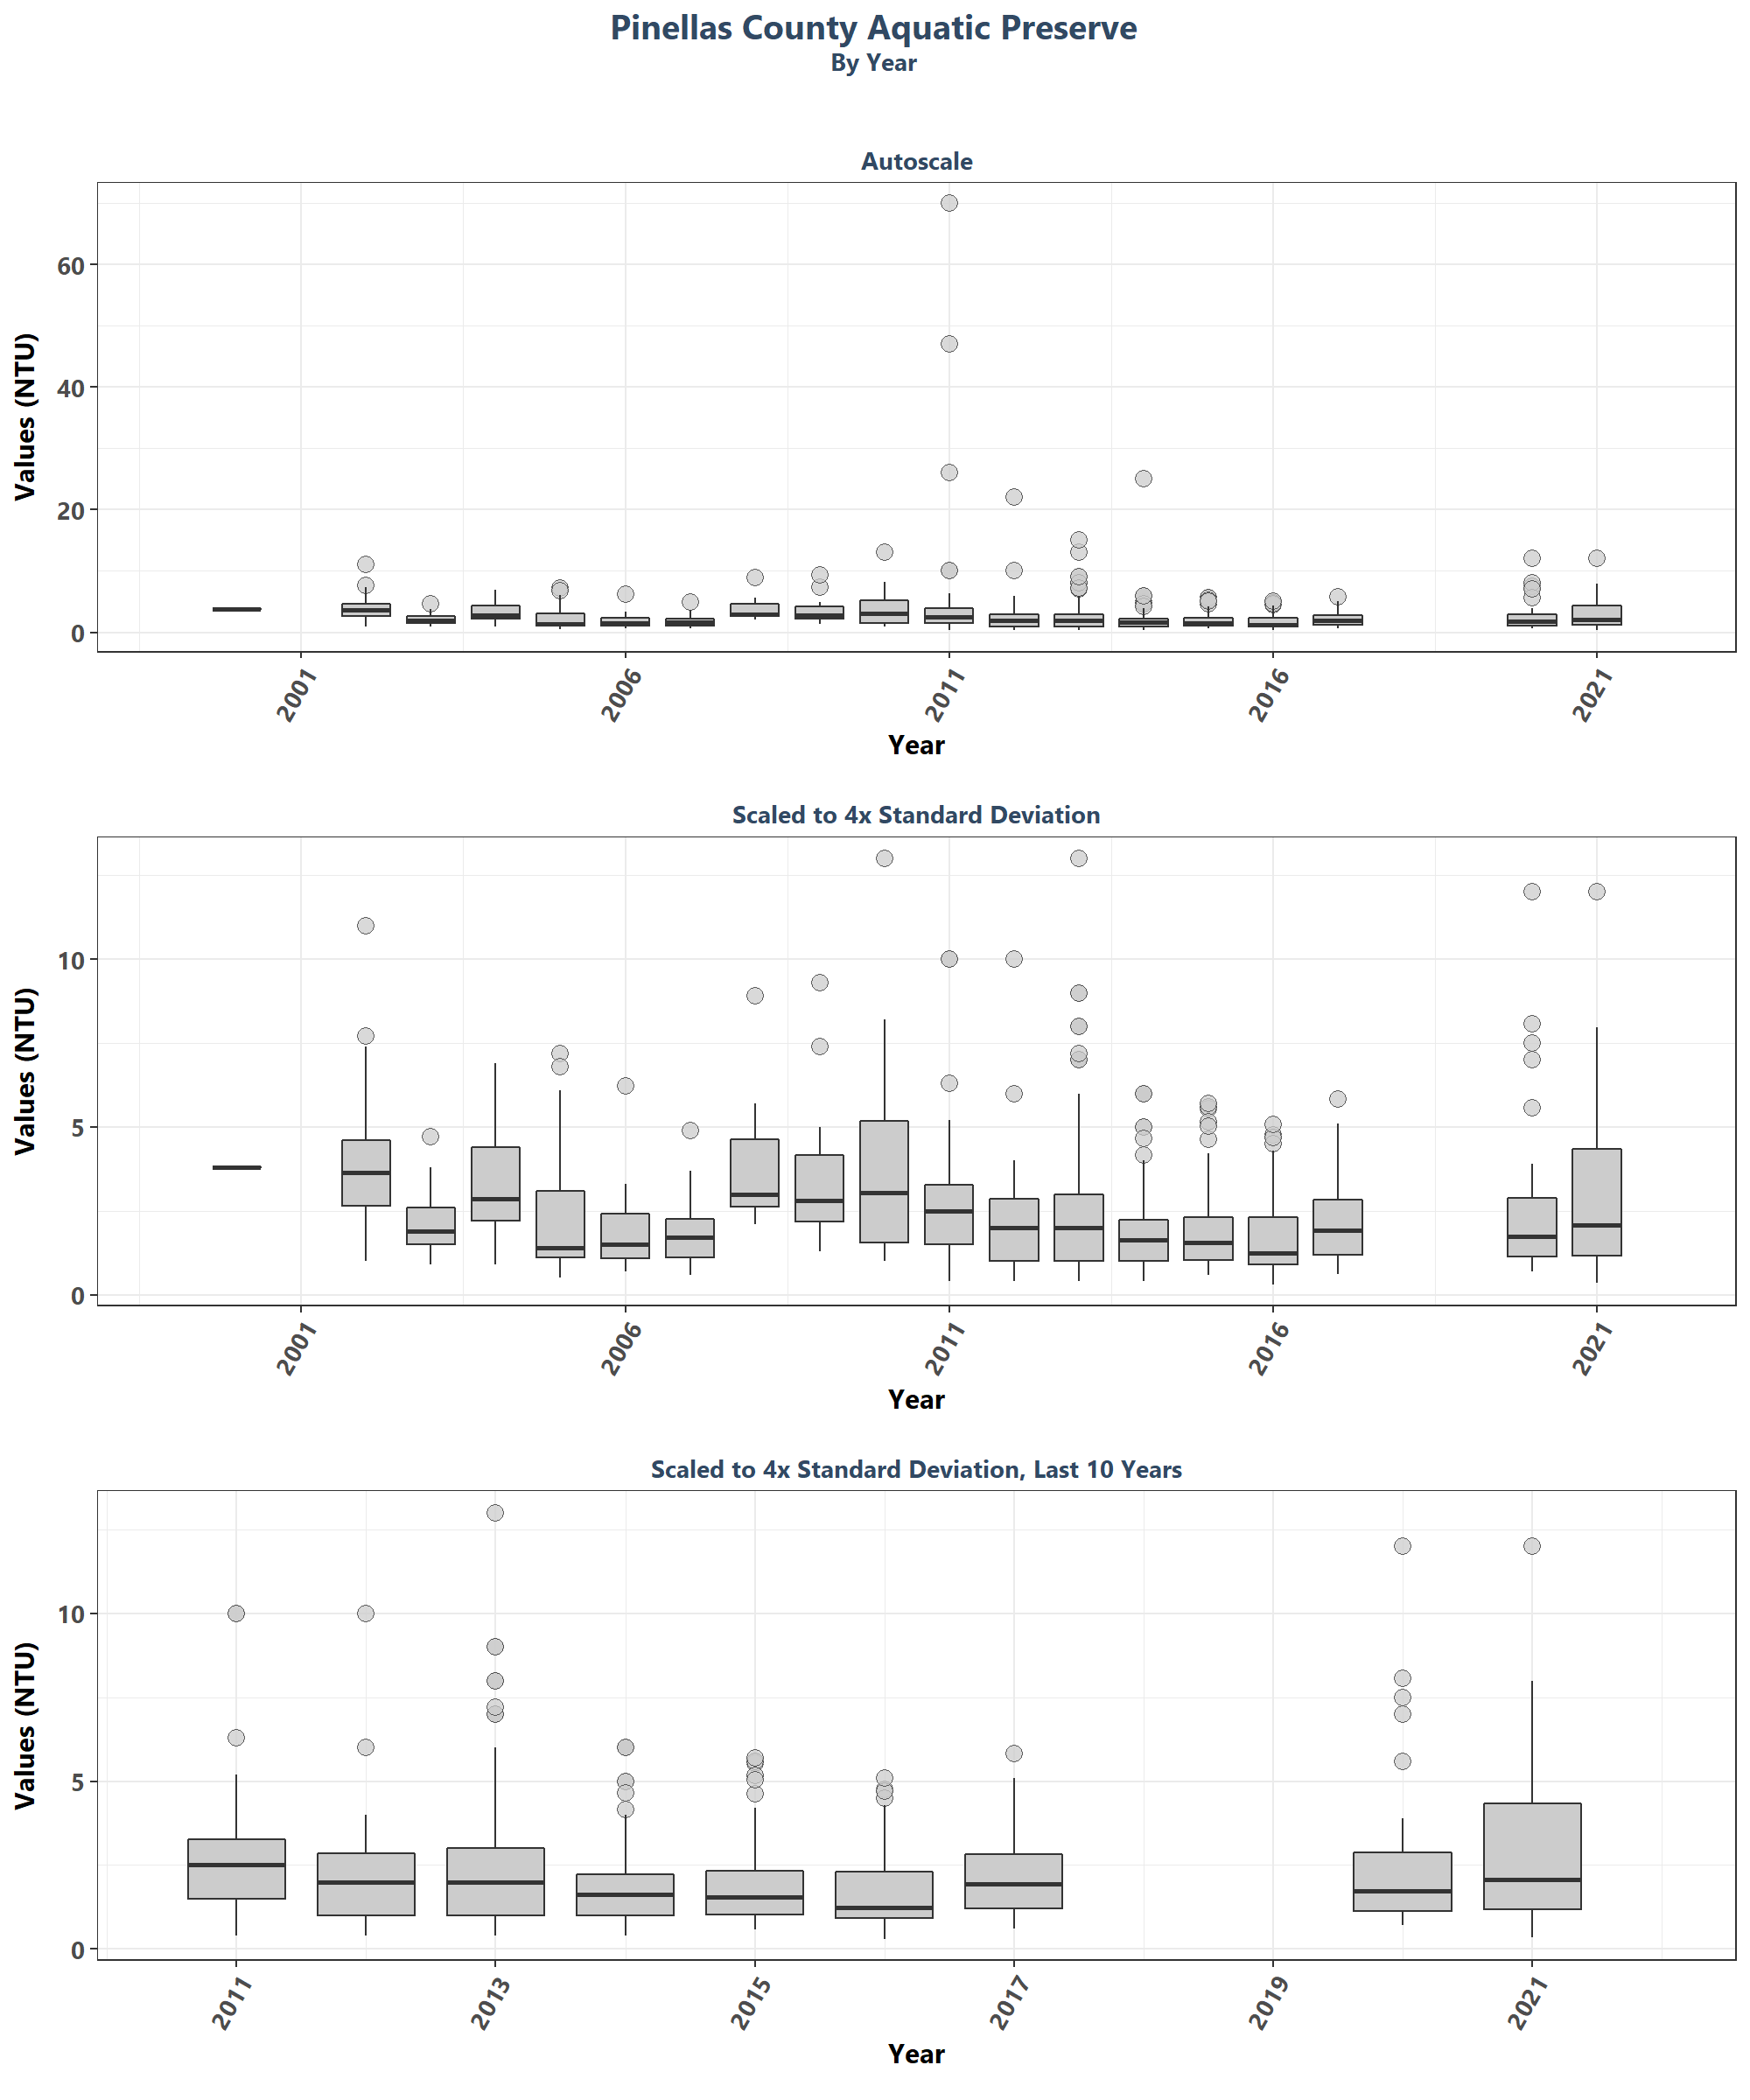 Pinellas County Aquatic Preserve
By Year
Autoscale
Values (NTU)
60
40
20
0
2001
2006
2011
2016
2021
Year
Scaled to 4x Standard Deviation
Values (NTU)
10
5
0
2001
2006
2011
2016
2021
Year
Scaled to 4x Standard Deviation, Last 10 Years
Values (NTU)
10
5
0
2011
2013
2015
2017
2019
2021
Year